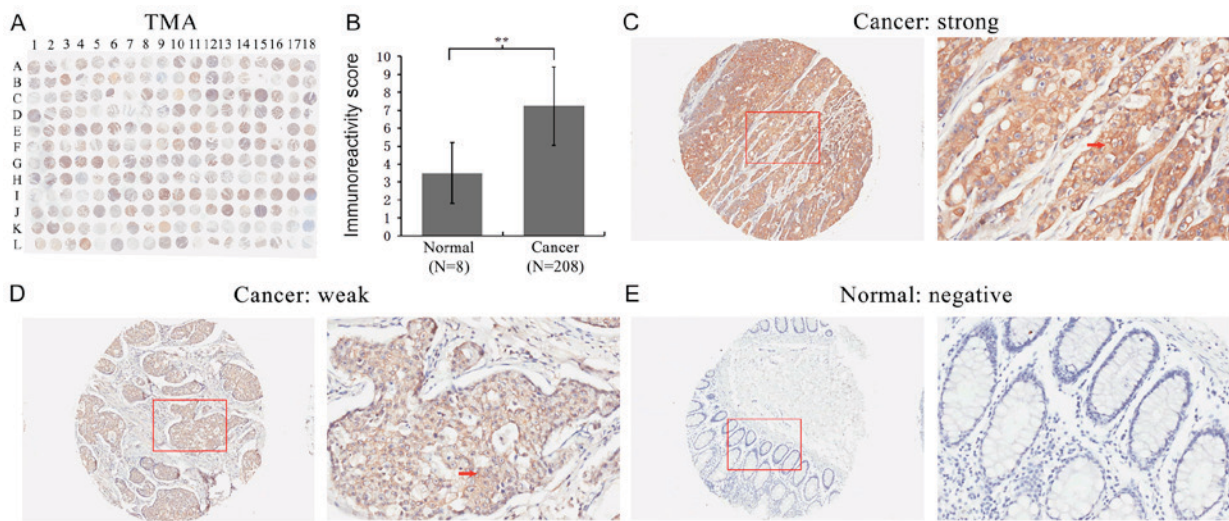 A
TMA
1 2 3 4 5 6 7 8 9 10 11 12 13 14 15 16 17 18
A
B
C
D
E
F
G
H
I
J
K
L
B
**
Immunoreactivity score
10
9
8
7
6
5
4
3
2
1
0
Normal
(N=8)
Cancer
(N=208)
C
Cancer: strong
D
Cancer: weak
E
Normal: negative